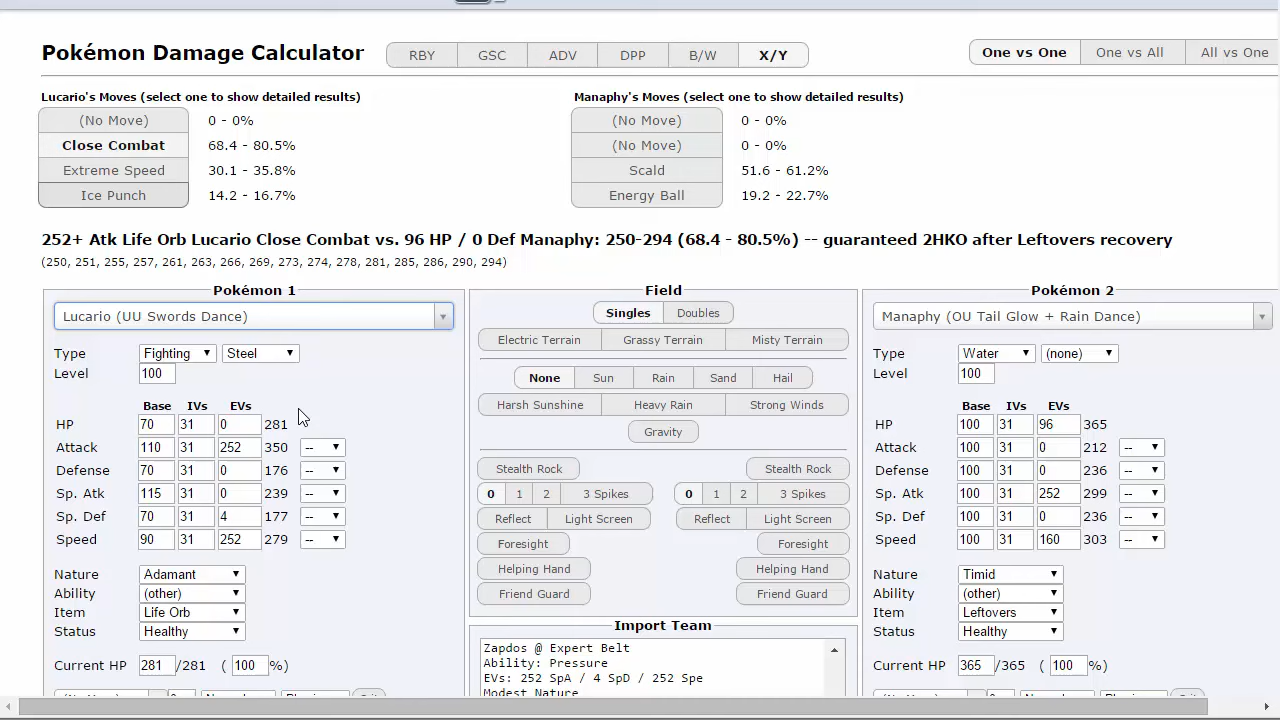 Pokémon Damage Calculator RBY GSC ADV DPP B/W X/Y One vs One One vs All All vs One
Lucario's Moves (select one to show detailed results) Manaphy's Moves (select one to show detailed results)
(No Move) 0 - 0% (No Move) 0 - 0%
Close Combat 68.4 - 80.5% (No Move) 0 - 0%
Extreme Speed 30.1 - 35.8% Scald 51.6 - 61.2%
Ice Punch 14.2 - 16.7% Energy Ball 19.2 - 22.7%
252+ Atk Life Orb Lucario Close Combat vs. 96 HP / 0 Def Manaphy: 250-294 (68.4 - 80.5%) -- guaranteed 2HKO after Leftovers recovery
(250, 251, 255, 257, 261, 263, 266, 269, 273, 274, 278, 281, 285, 286, 290, 294)
Pokémon 1
Lucario (UU Swords Dance)
Type Fighting Steel
Level 100
Base IVs EVs
HP 70 31 0 281
Attack 110 31 252 350 --
Defense 70 31 0 176 --
Sp. Atk 115 31 0 239 --
Sp. Def 70 31 4 177 --
Speed 90 31 252 279 --
Nature Adamant
Ability (other)
Item Life Orb
Status Healthy
Current HP 281 /281 ( 100 %)
Field
Singles Doubles
Electric Terrain Grassy Terrain Misty Terrain
None Sun Rain Sand Hail
Harsh Sunshine Heavy Rain Strong Winds
Gravity
Stealth Rock Stealth Rock
0 1 2 3 Spikes 0 1 2 3 Spikes
Reflect Light Screen Reflect Light Screen
Foresight Foresight
Helping Hand Helping Hand
Friend Guard Friend Guard
Import Team
Zapdos @ Expert Belt
Ability: Pressure
EVs: 252 SpA / 4 SpD / 252 Spe
Modest Nature
Pokémon 2
Manaphy (OU Tail Glow + Rain Dance)
Type Water (none)
Level 100
Base IVs EVs
HP 100 31 96 365
Attack 100 31 0 212 --
Defense 100 31 0 236 --
Sp. Atk 100 31 252 299 --
Sp. Def 100 31 0 236 --
Speed 100 31 160 303 --
Nature Timid
Ability (other)
Item Leftovers
Status Healthy
Current HP 365 /365 ( 100 %)